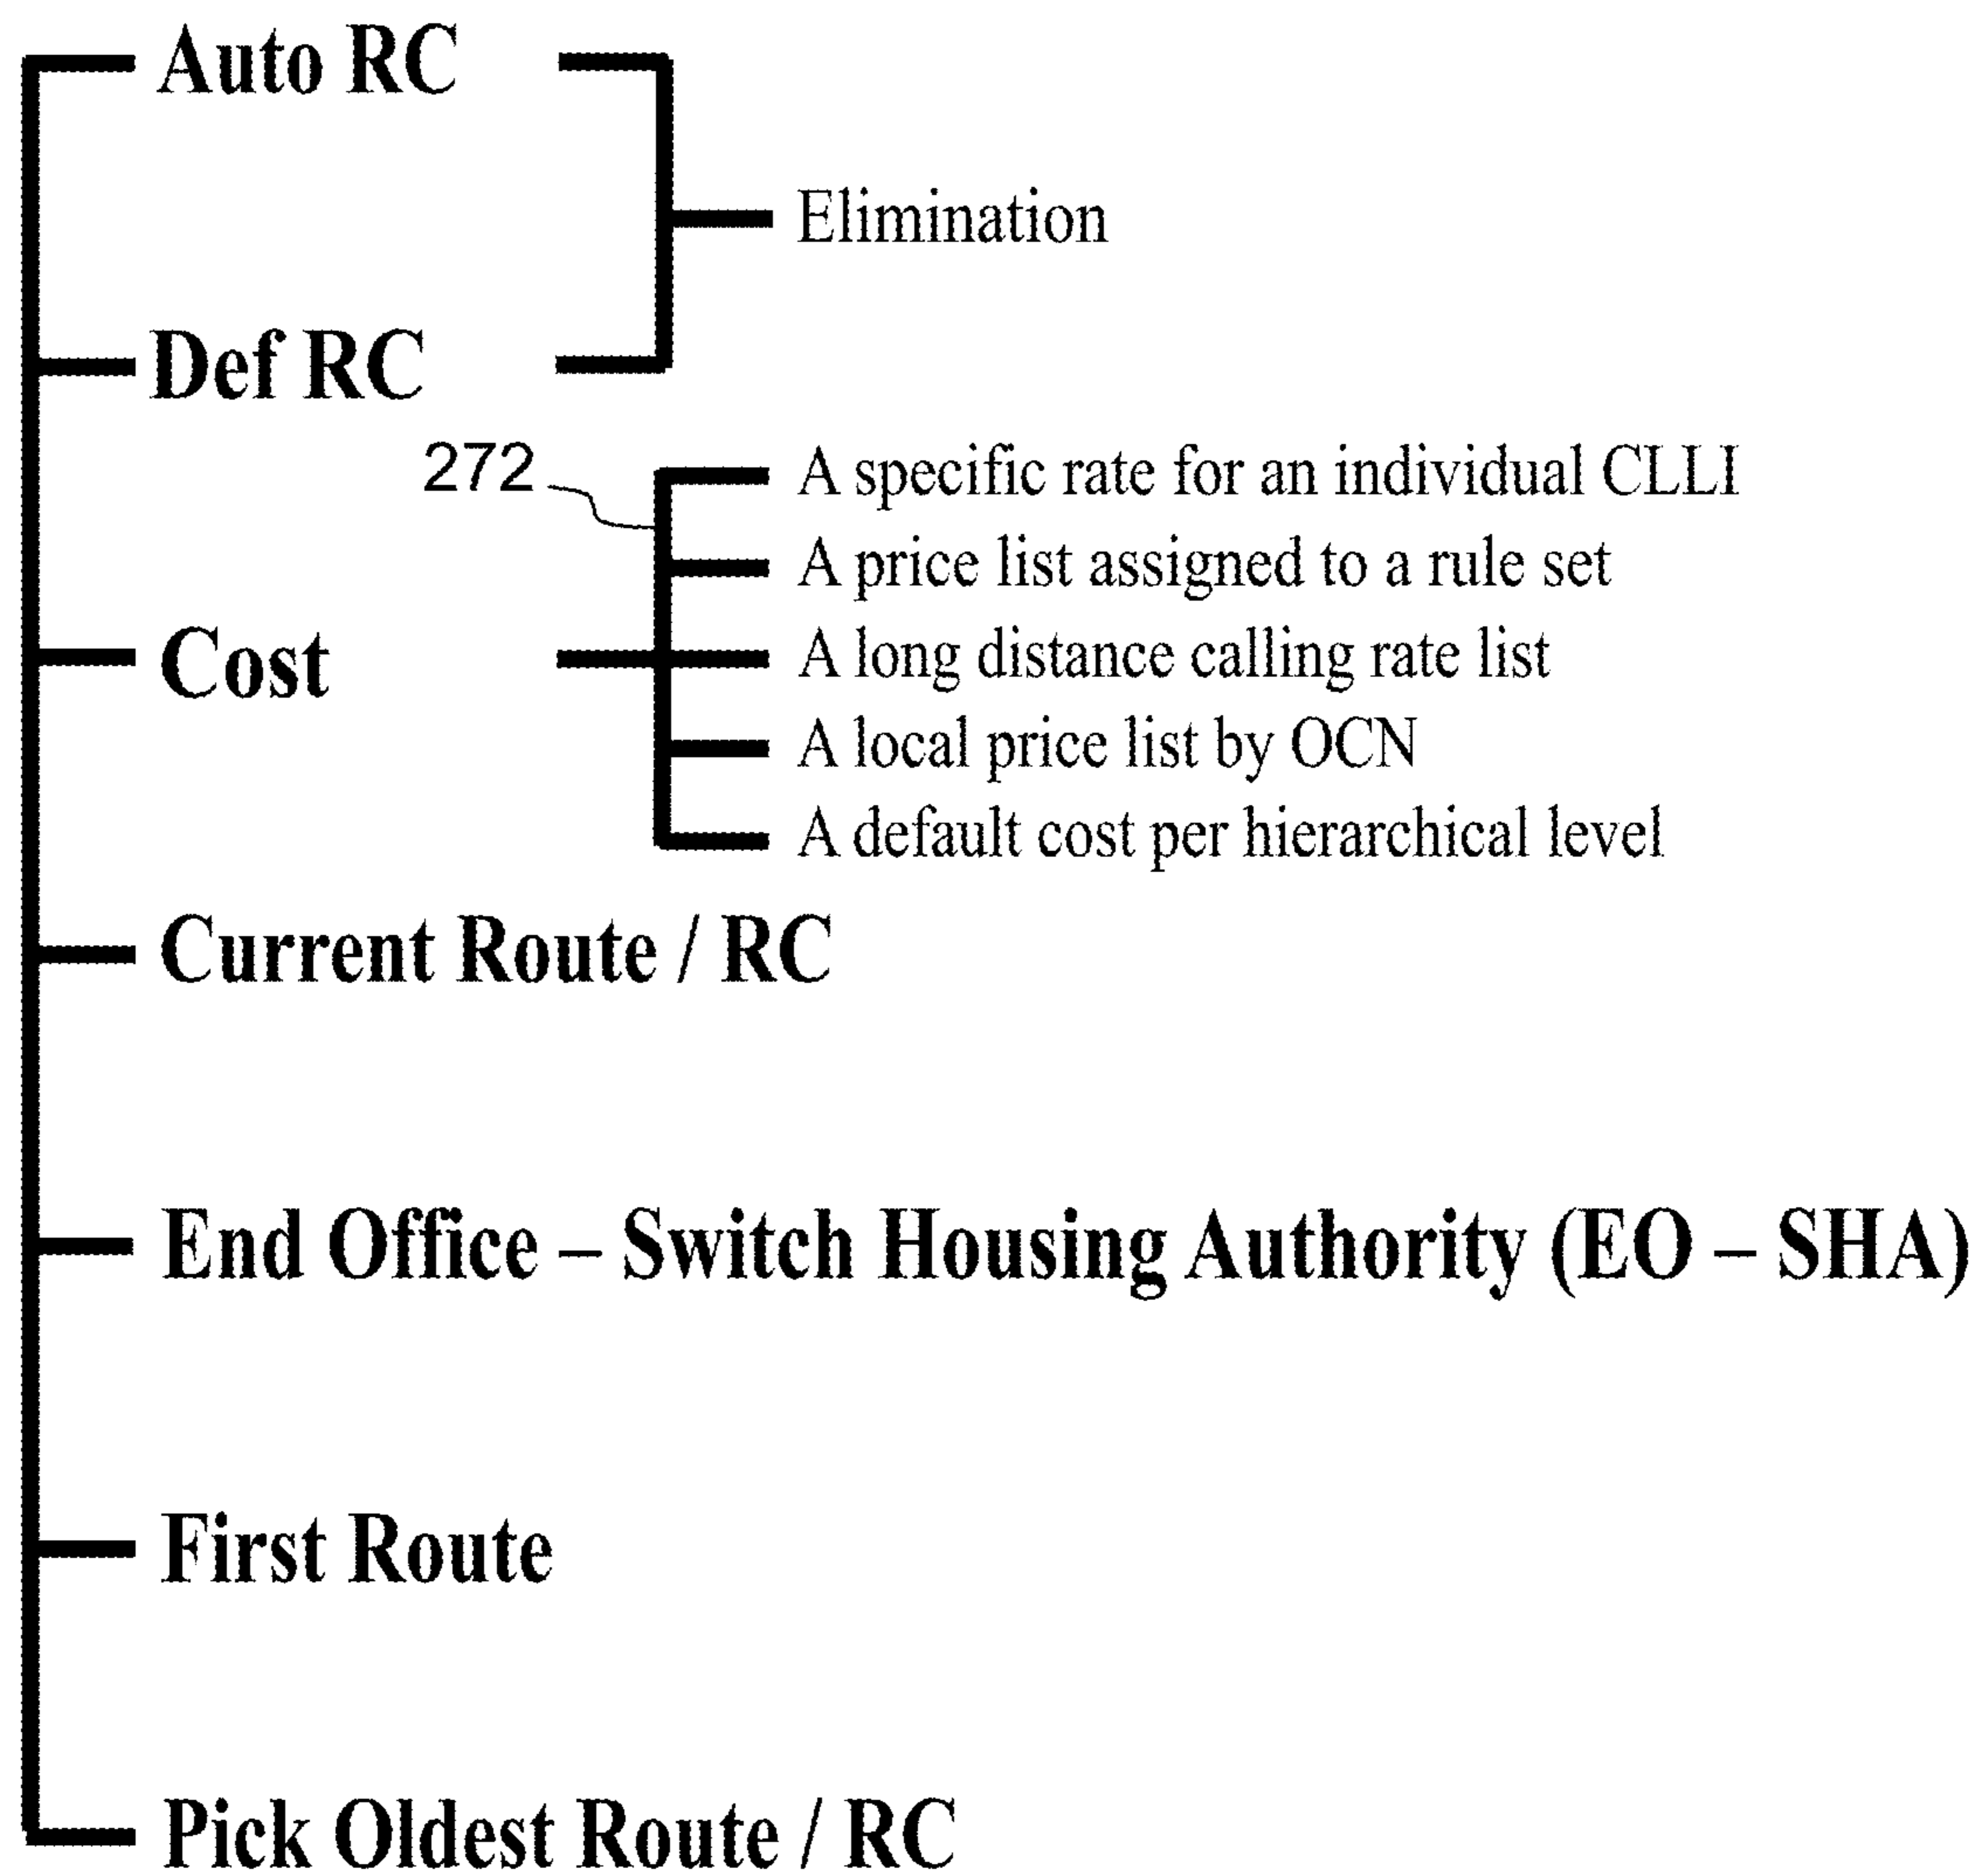 Auto RC
Elimination
Def RC
272
A specific rate for an individual CLLI
A price list assigned to a rule set
Cost
A long distance calling rate list
A local price list by OCN
A default cost per hierarchical level
Current Route / RC
End Office – Switch Housing Authority (EO – SHA)
First Route
Pick Oldest Route / RC